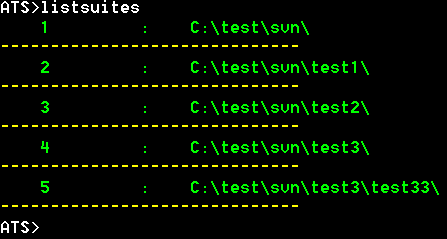 ATS>listsuites
1 : C:\test\svn\
------------------------------
2 : C:\test\svn\test1\
------------------------------
3 : C:\test\svn\test2\
------------------------------
4 : C:\test\svn\test3\
------------------------------
5 : C:\test\svn\test3\test33\
------------------------------
ATS>